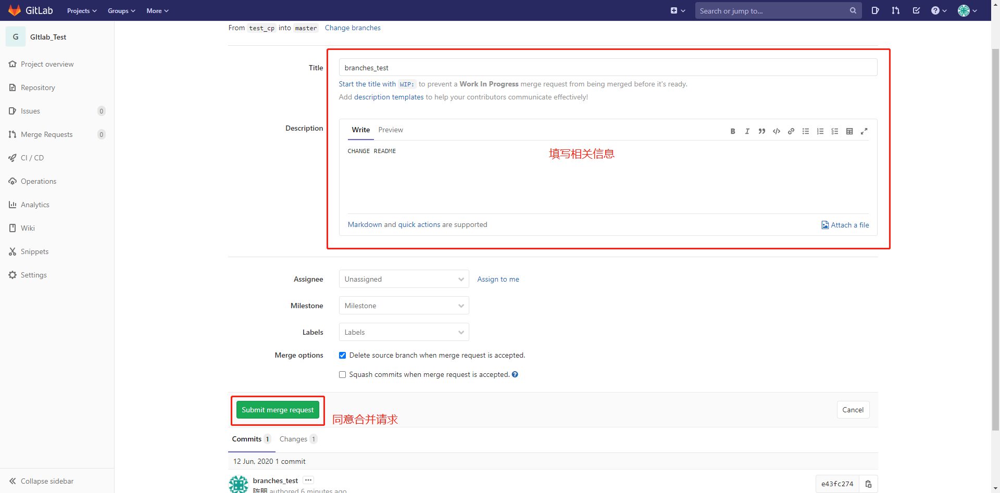 GitLab Projects Groups More Search or jump to...
G GItlab_Test
Project overview
Repository
Issues 0
Merge Requests 0
CI / CD
Operations
Analytics
Wiki
Snippets
Settings
Collapse sidebar
From test_cp into master Change branches
Title branches_test
Start the title with WIP: to prevent a Work In Progress merge request from being merged before it's ready.
Add description templates to help your contributors communicate effectively!
Description Write Preview
CHANGE README
填写相关信息
Markdown and quick actions are supported Attach a file
Assignee Unassigned Assign to me
Milestone Milestone
Labels Labels
Merge options Delete source branch when merge request is accepted.
Squash commits when merge request is accepted.
Submit merge request 同意合并请求 Cancel
Commits 1 Changes 1
12 Jun, 2020 1 commit
branches_test e43fc274
陈朋 authored 6 minutes ago